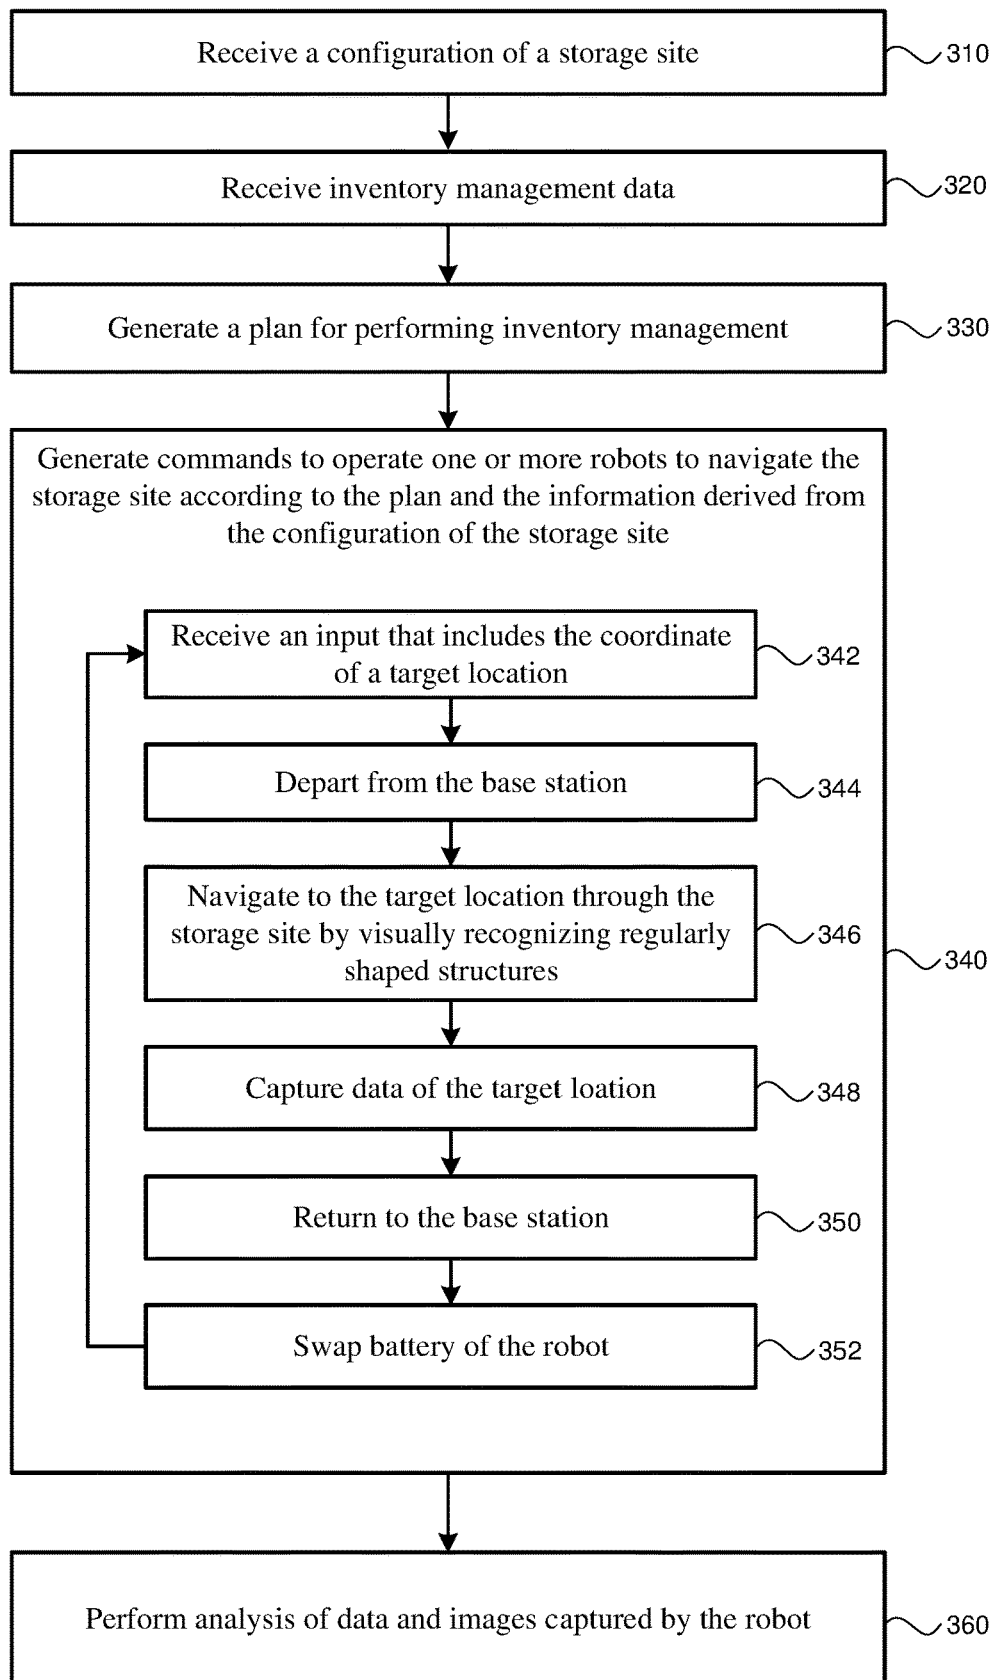 Receive a configuration of a storage site
310
Receive inventory management data
320
Generate a plan for performing inventory management
330
Generate commands to operate one or more robots to navigate the
storage site according to the plan and the information derived from
the configuration of the storage site
Receive an input that includes the coordinate
of a target location
342
Depart from the base station
344
Navigate to the target location through the
storage site by visually recognizing regularly
shaped structures
346
340
Capture data of the target loation
348
Return to the base station
350
Swap battery of the robot
352
Perform analysis of data and images captured by the robot
360